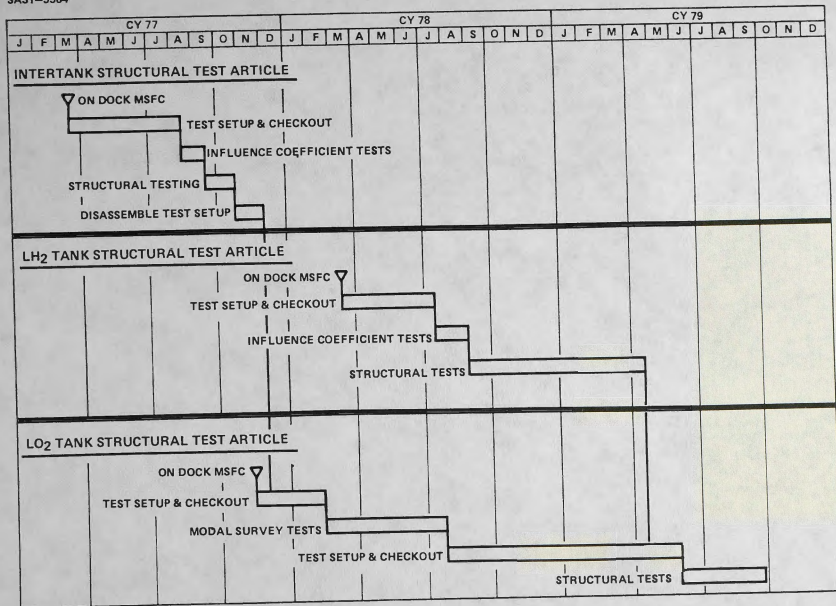 CY 77 CY 78 CY 79
J F M A M J J A S O N D J F M A M J J A S O N D J F M A M J J A S O N D
INTERTANK STRUCTURAL TEST ARTICLE
ON DOCK MSFC
TEST SETUP & CHECKOUT
INFLUENCE COEFFICIENT TESTS
STRUCTURAL TESTING
DISASSEMBLE TEST SETUP
LH2 TANK STRUCTURAL TEST ARTICLE
ON DOCK MSFC
TEST SETUP & CHECKOUT
INFLUENCE COEFFICIENT TESTS
STRUCTURAL TESTS
LO2 TANK STRUCTURAL TEST ARTICLE
ON DOCK MSFC
TEST SETUP & CHECKOUT
MODAL SURVEY TESTS
TEST SETUP & CHECKOUT
STRUCTURAL TESTS